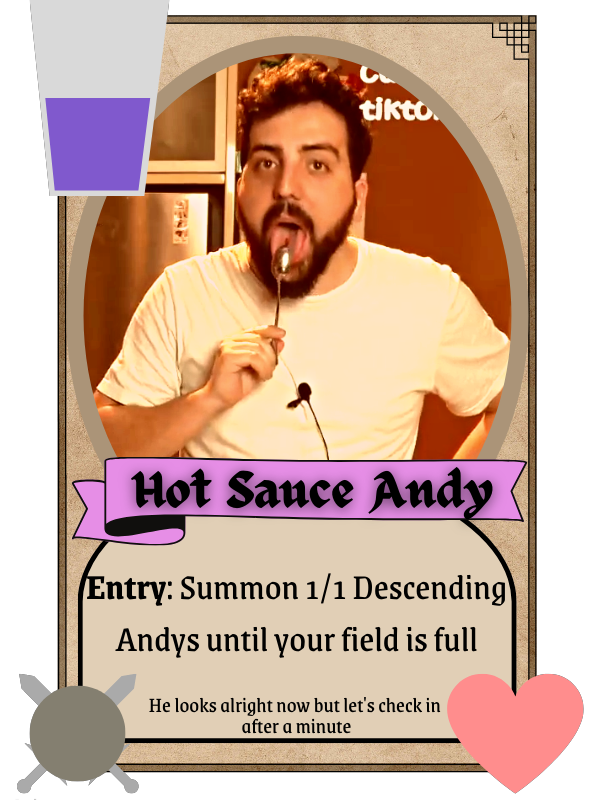 tikto
Hot Sauce Andy
Entry: Summon 1/1 Descending
Andys until your field is full
He looks alright now but let's check in
after a minute